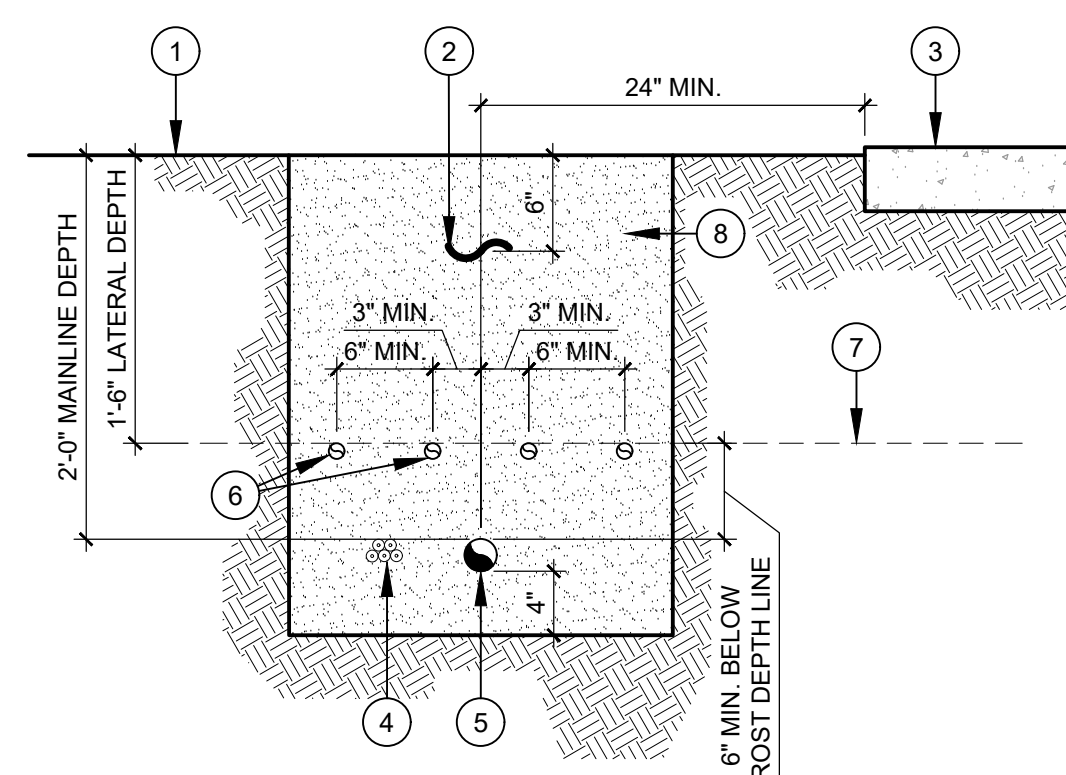 1
2
3
24" MIN.
6"
8
2'-0" MAINLINE DEPTH
1'-6" LATERAL DEPTH
3" MIN.
3" MIN.
6" MIN.
6" MIN.
7
6
4"
4
5
6" MIN. BELOW
ROST DEPTH LINE